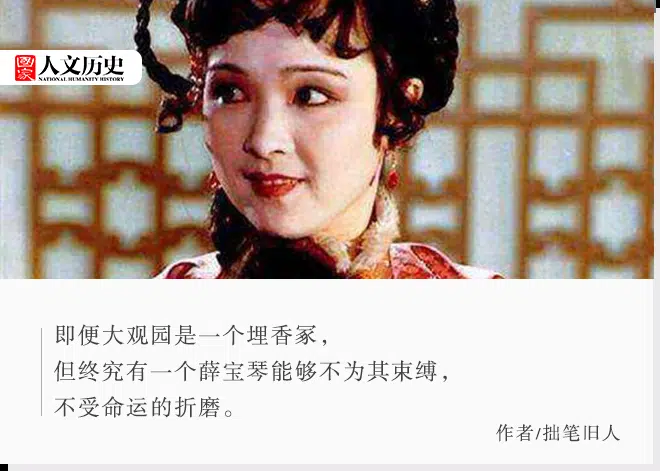 国家
人文历史
NATIONAL HUMANITY HISTORY
即便大观园是一个埋香冢，
但终究有一个薛宝琴能够不为其束缚，
不受命运的折磨。
作者/拙笔旧人